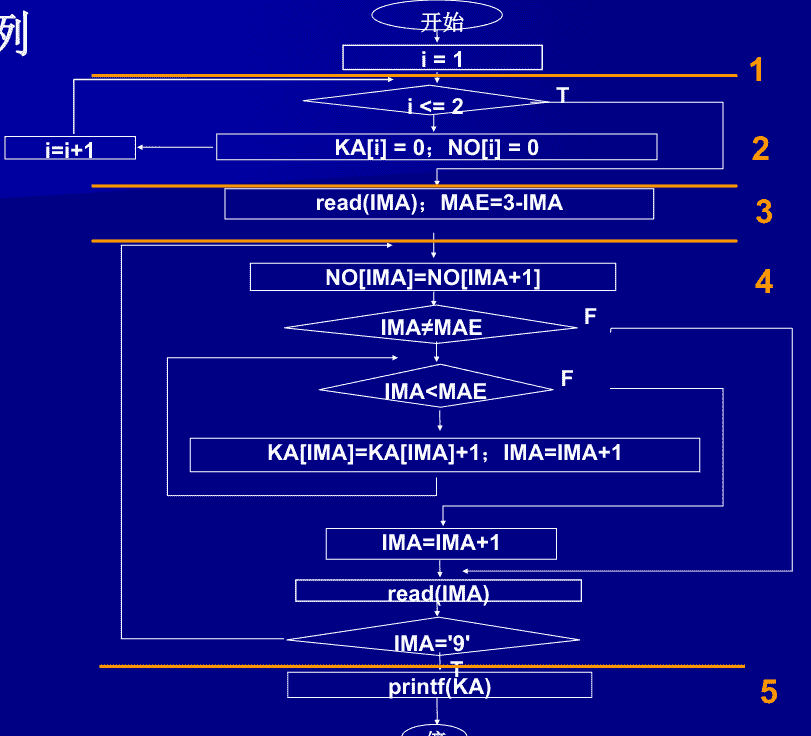 例
开始
i = 1
1
i <= 2
T
i=i+1
KA[i] = 0；NO[i] = 0
2
read(IMA)；MAE=3-IMA
3
NO[IMA]=NO[IMA+1]
4
IMA≠MAE
F
IMA<MAE
F
KA[IMA]=KA[IMA]+1；IMA=IMA+1
IMA=IMA+1
read(IMA)
IMA='9'
T
printf(KA)
5